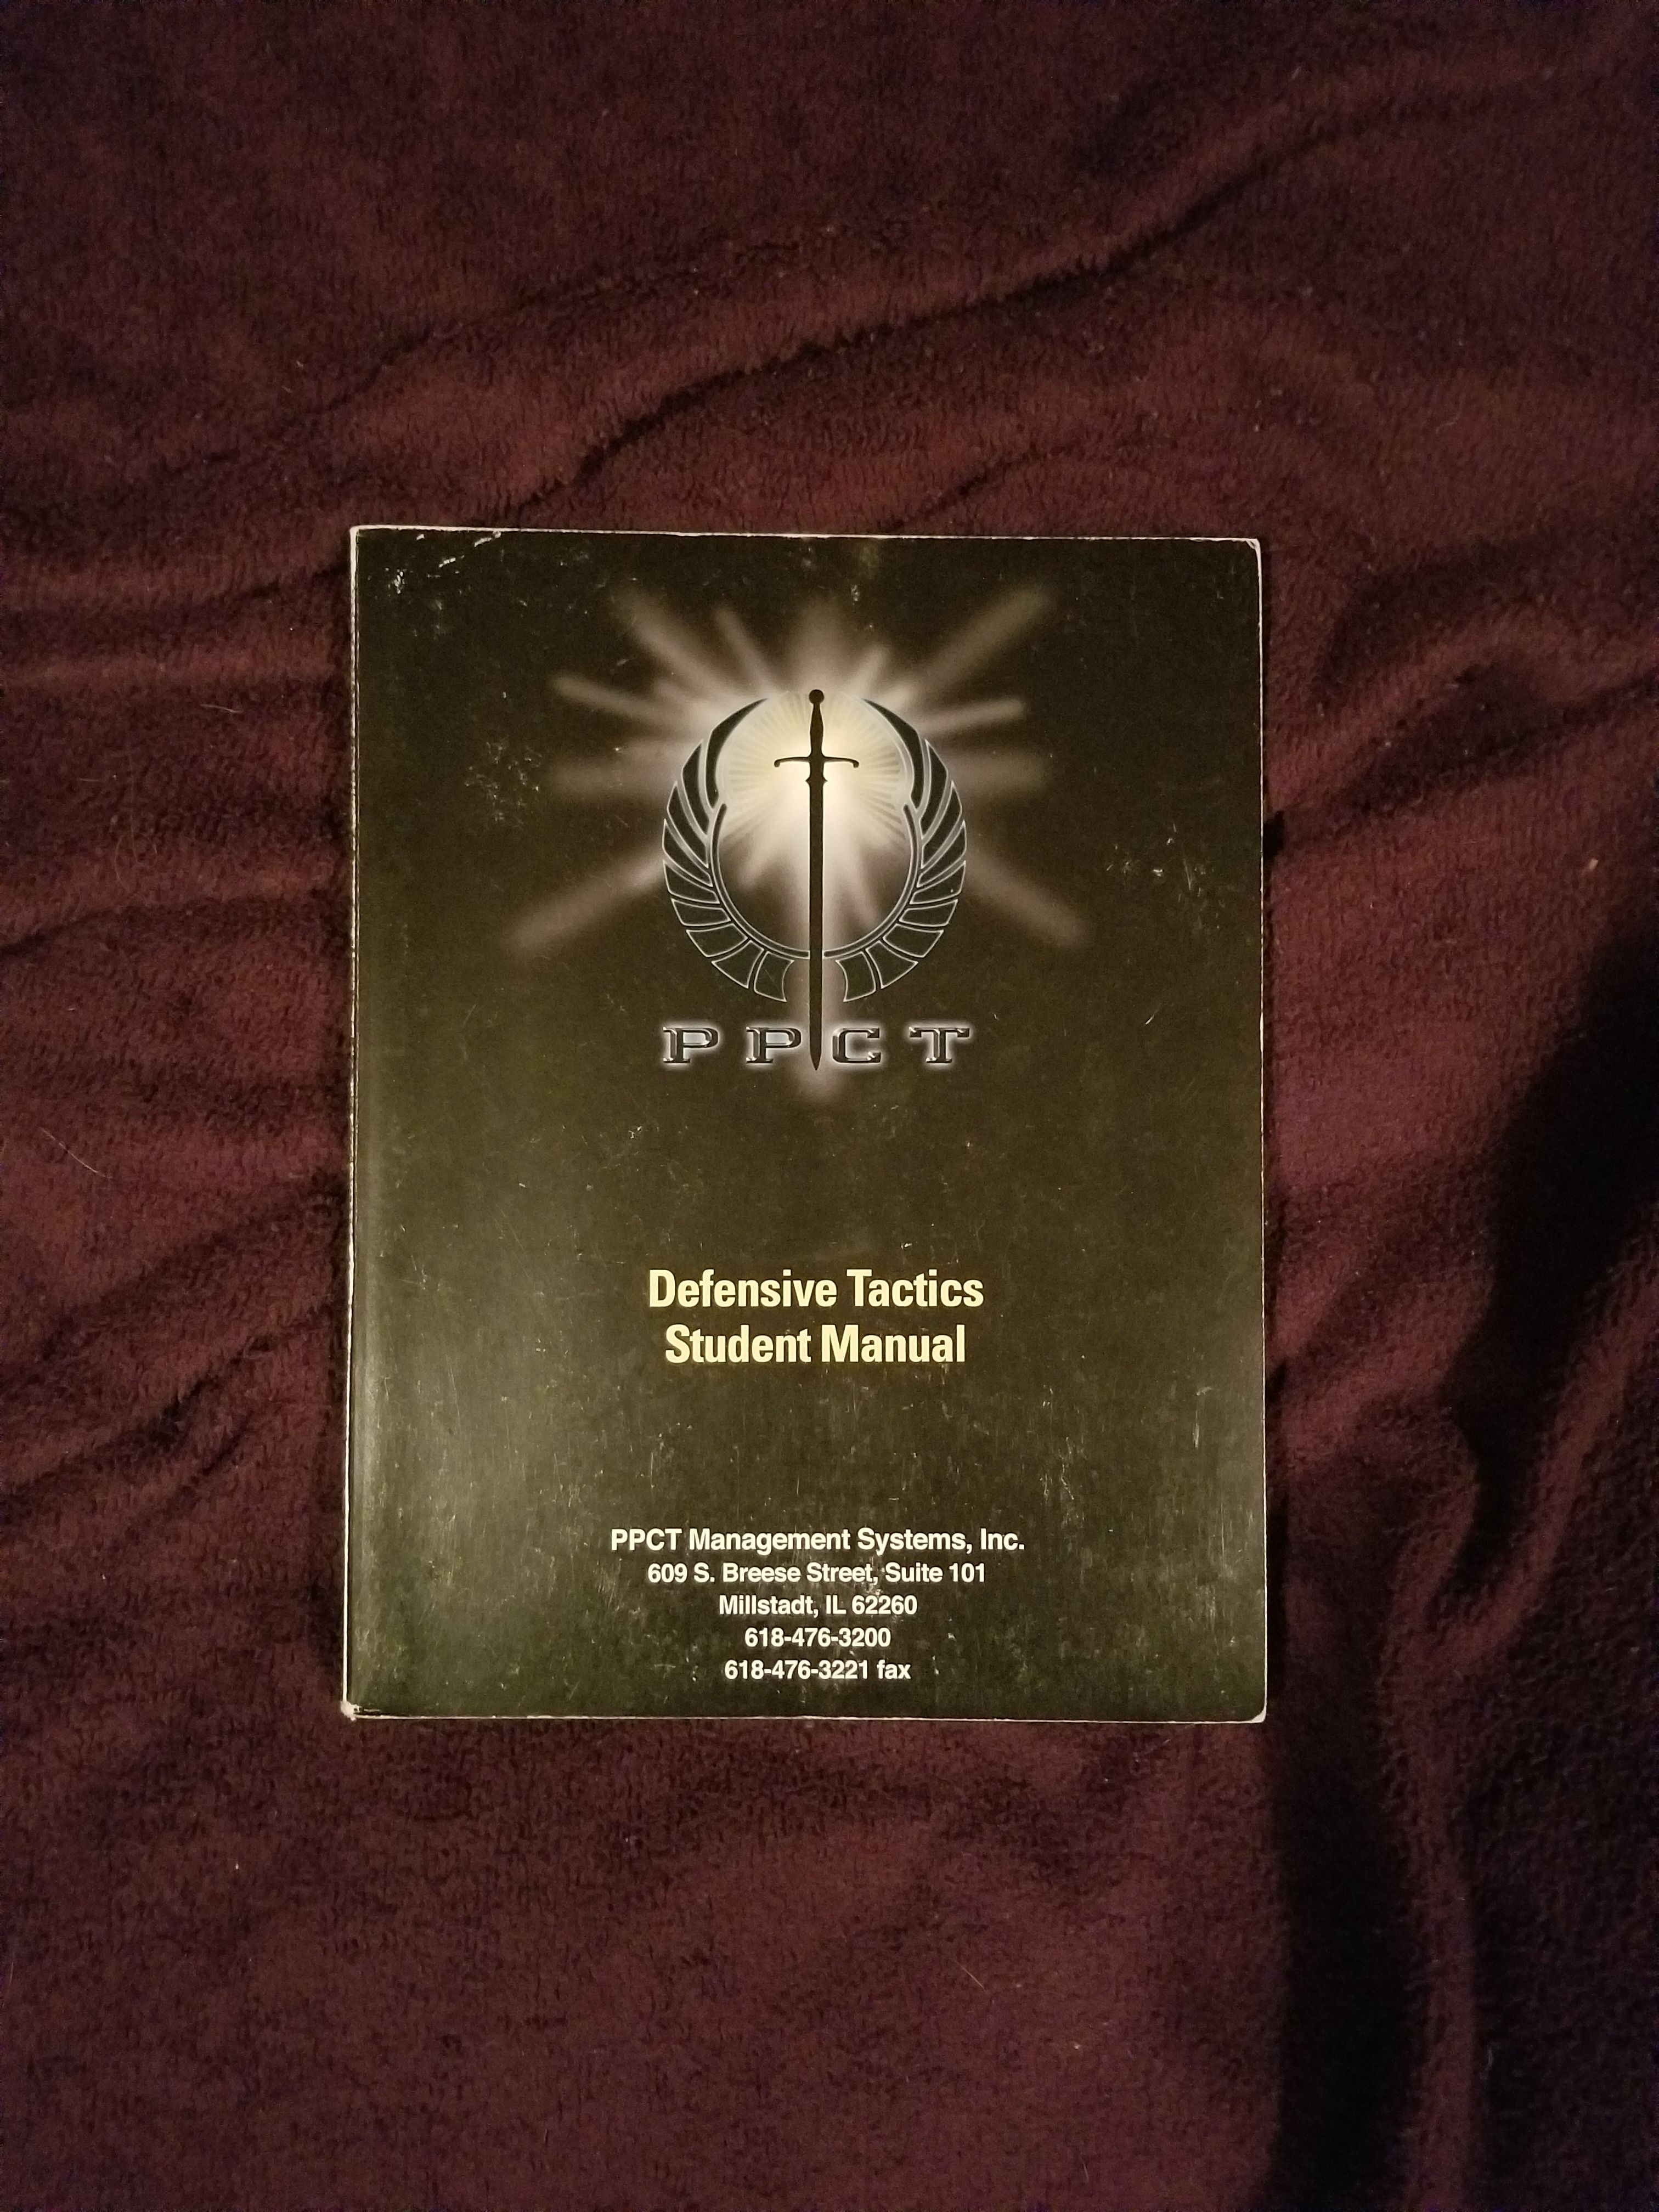 PPCT
Defensive Tactics
Student Manual
PPCT Management Systems, Inc.
609 S. Breese Street, Suite 101
Millstadt, IL 62260
618-476-3200
618-476-3221 fax